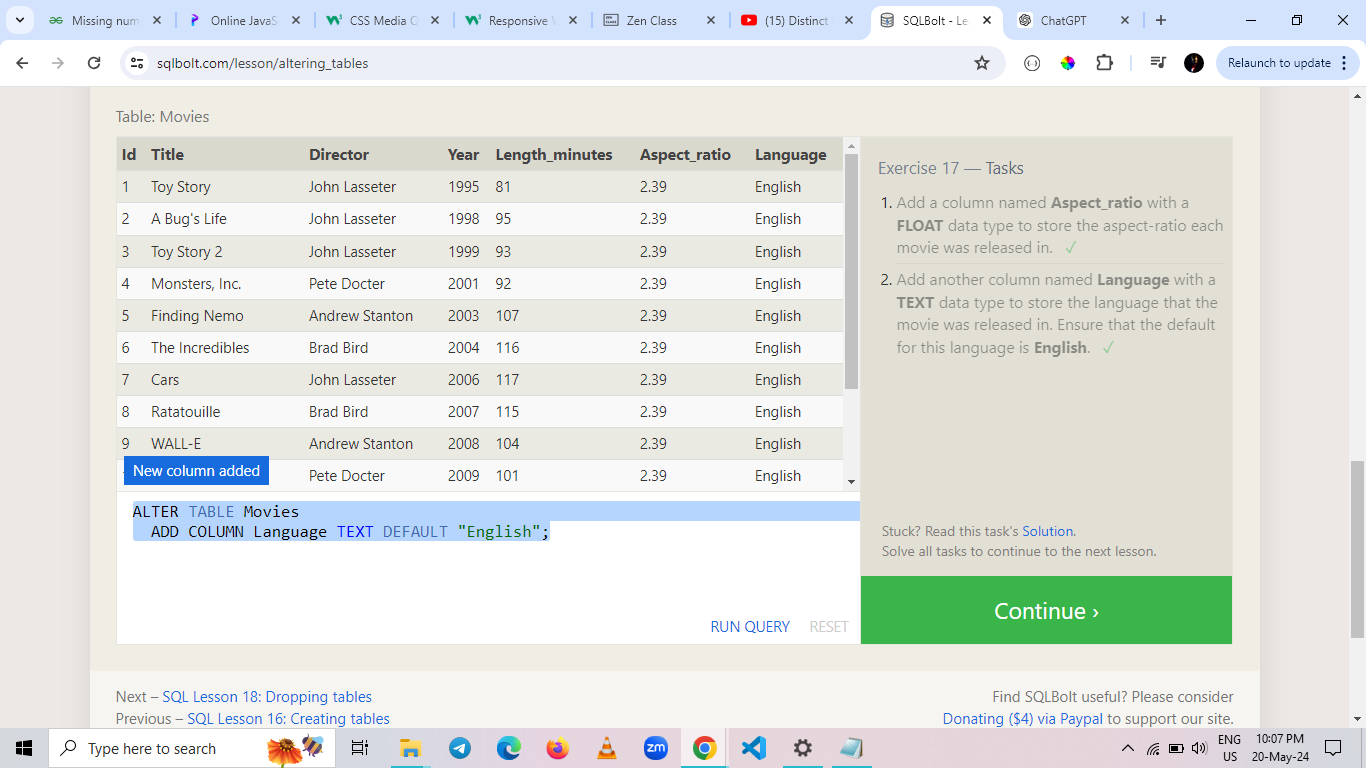 Missing num
Online JavaS
CSS Media C
Responsive
Zen Class
(15) Distinct
SQLBolt - Le
ChatGPT
sqlbolt.com/lesson/altering_tables
Relaunch to update
Table: Movies
Id Title Director Year Length_minutes Aspect_ratio Language
1 Toy Story John Lasseter 1995 81 2.39 English
2 A Bug's Life John Lasseter 1998 95 2.39 English
3 Toy Story 2 John Lasseter 1999 93 2.39 English
4 Monsters, Inc. Pete Docter 2001 92 2.39 English
5 Finding Nemo Andrew Stanton 2003 107 2.39 English
6 The Incredibles Brad Bird 2004 116 2.39 English
7 Cars John Lasseter 2006 117 2.39 English
8 Ratatouille Brad Bird 2007 115 2.39 English
9 WALL-E Andrew Stanton 2008 104 2.39 English
Pete Docter 2009 101 2.39 English
New column added
ALTER TABLE Movies
ADD COLUMN Language TEXT DEFAULT "English";
RUN QUERY RESET
Exercise 17 — Tasks
1. Add a column named Aspect_ratio with a
FLOAT data type to store the aspect-ratio each
movie was released in. ✓
2. Add another column named Language with a
TEXT data type to store the language that the
movie was released in. Ensure that the default
for this language is English. ✓
Stuck? Read this task's Solution.
Solve all tasks to continue to the next lesson.
Continue ›
Next – SQL Lesson 18: Dropping tables
Previous – SQL Lesson 16: Creating tables
Find SQLBolt useful? Please consider
Donating ($4) via Paypal to support our site.
Type here to search
zm
ENG
US
10:07 PM
20-May-24